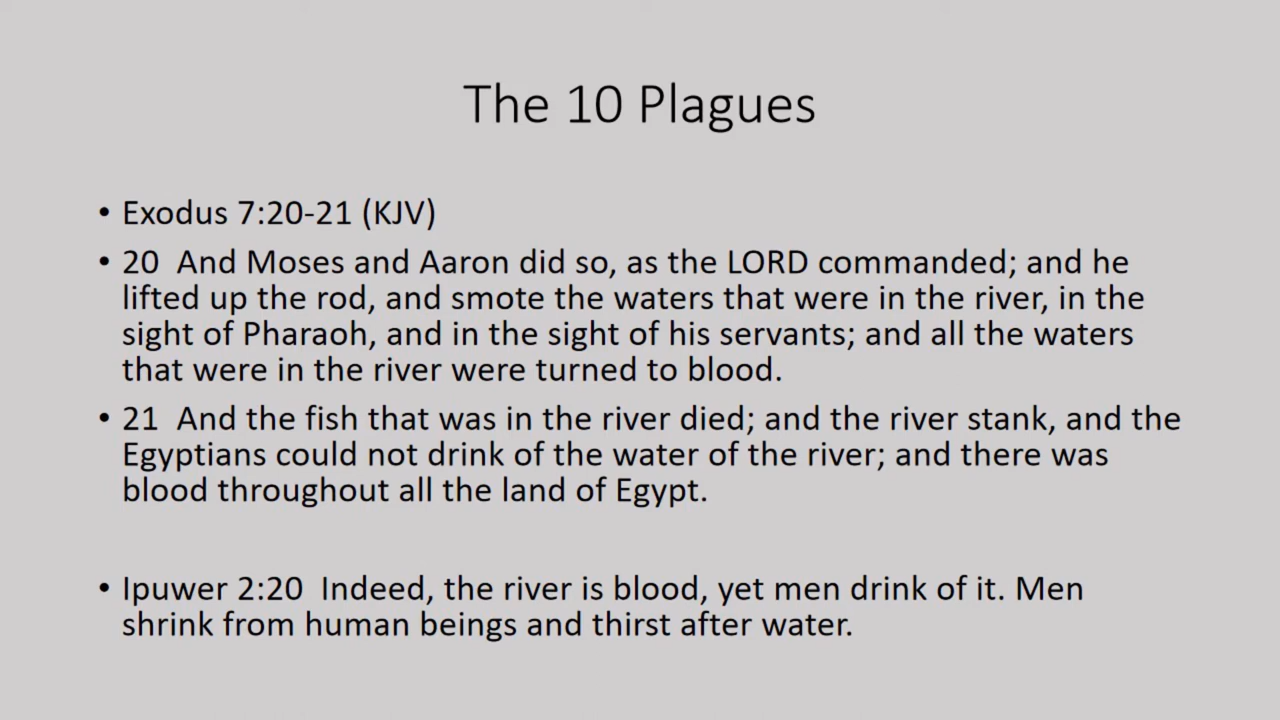 The 10 Plagues
• Exodus 7:20-21 (KJV)
• 20  And Moses and Aaron did so, as the LORD commanded; and he
lifted up the rod, and smote the waters that were in the river, in the
sight of Pharaoh, and in the sight of his servants; and all the waters
that were in the river were turned to blood.
• 21  And the fish that was in the river died; and the river stank, and the
Egyptians could not drink of the water of the river; and there was
blood throughout all the land of Egypt.
• Ipuwer 2:20  Indeed, the river is blood, yet men drink of it. Men
shrink from human beings and thirst after water.